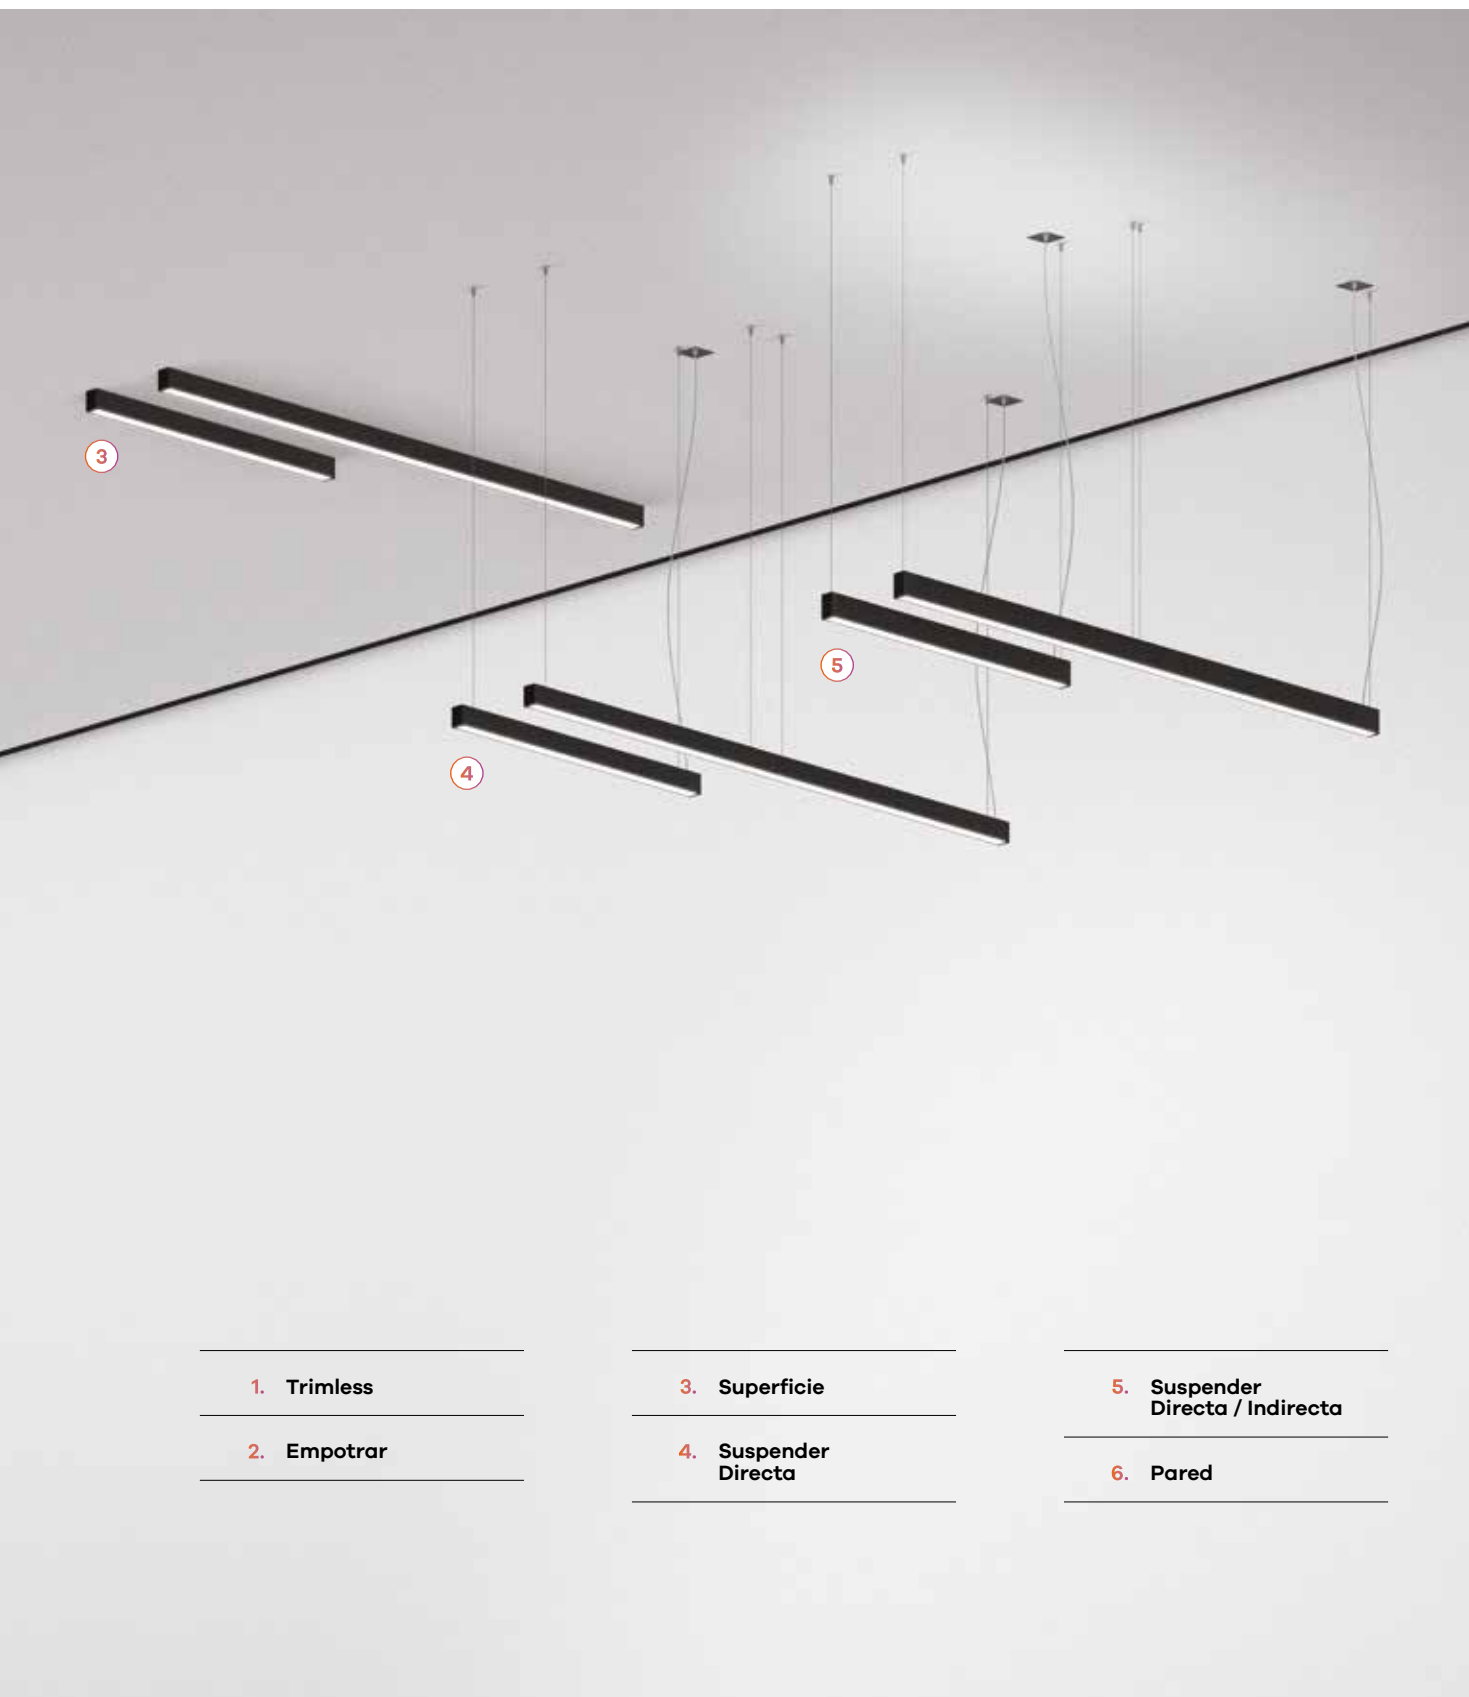 3
5
4
1. Trimless
2. Empotrar
3. Superficie
4. Suspender
Directa
5. Suspender
Directa / Indirecta
6. Pared